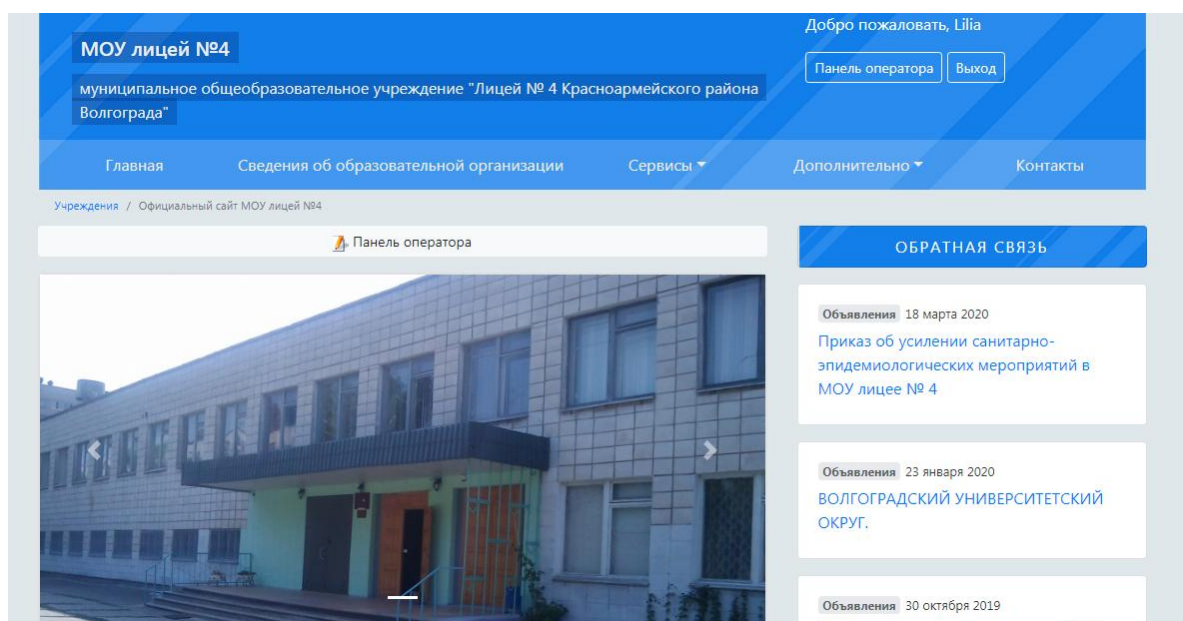 Добро пожаловать, Lilia
МОУ лицей №4
Панель оператора
Выход
муниципальное общеобразовательное учреждение "Лицей № 4 Красноармейского района
Волгограда"
Главная
Сведения об образовательной организации
Сервисы
Дополнительно
Контакты
Учреждения / Официальный сайт МОУ лицей №4
Панель оператора
ОБРАТНАЯ СВЯЗЬ
Объявления 18 марта 2020
Приказ об усилении санитарно-
эпидемиологических мероприятий в
МОУ лицее № 4
Объявления 23 января 2020
ВОЛГОГРАДСКИЙ УНИВЕРСИТЕТСКИЙ
ОКРУГ.
Объявления 30 октября 2019